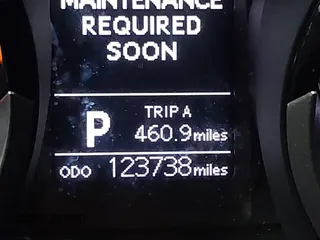 MAINTENANCE
REQUIRED
SOON
TRIP A
P 460.9 miles
ODO 123738 miles